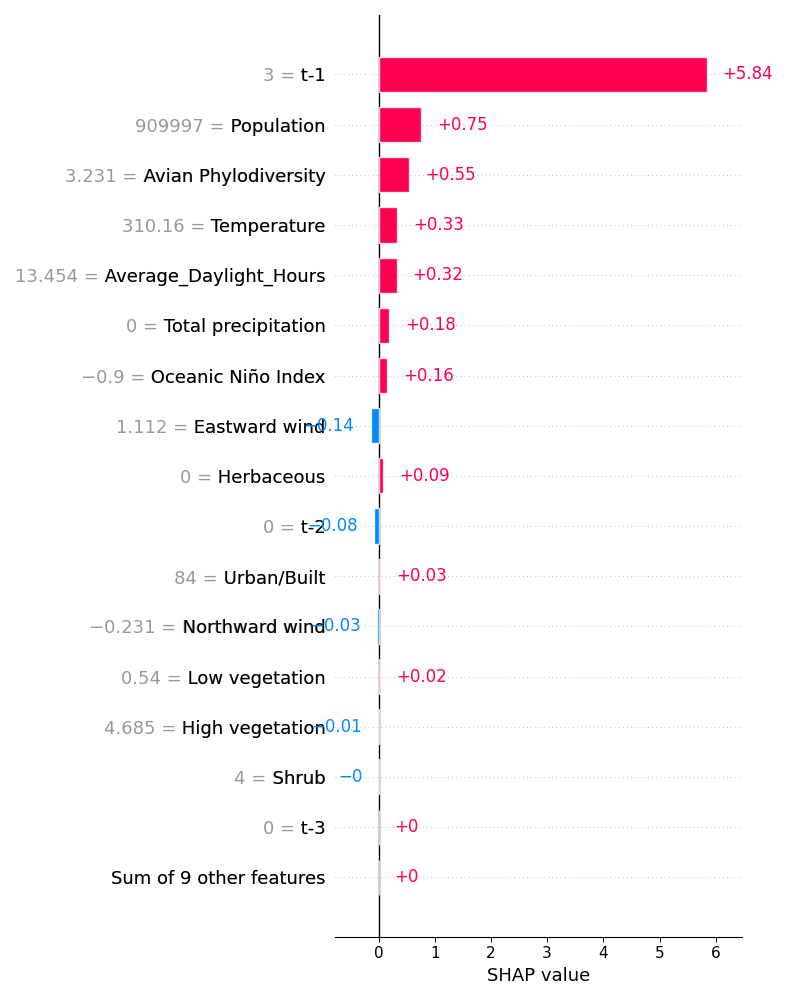 3 = t-1 +5.84
909997 = Population +0.75
3.231 = Avian Phylodiversity +0.55
310.16 = Temperature +0.33
13.454 = Average_Daylight_Hours +0.32
0 = Total precipitation +0.18
−0.9 = Oceanic Niño Index +0.16
1.112 = Eastward wind −0.14
0 = Herbaceous +0.09
0 = t-2 −0.08
84 = Urban/Built +0.03
−0.231 = Northward wind −0.03
0.54 = Low vegetation +0.02
4.685 = High vegetation −0.01
4 = Shrub −0
0 = t-3 +0
Sum of 9 other features +0
0 1 2 3 4 5 6
SHAP value